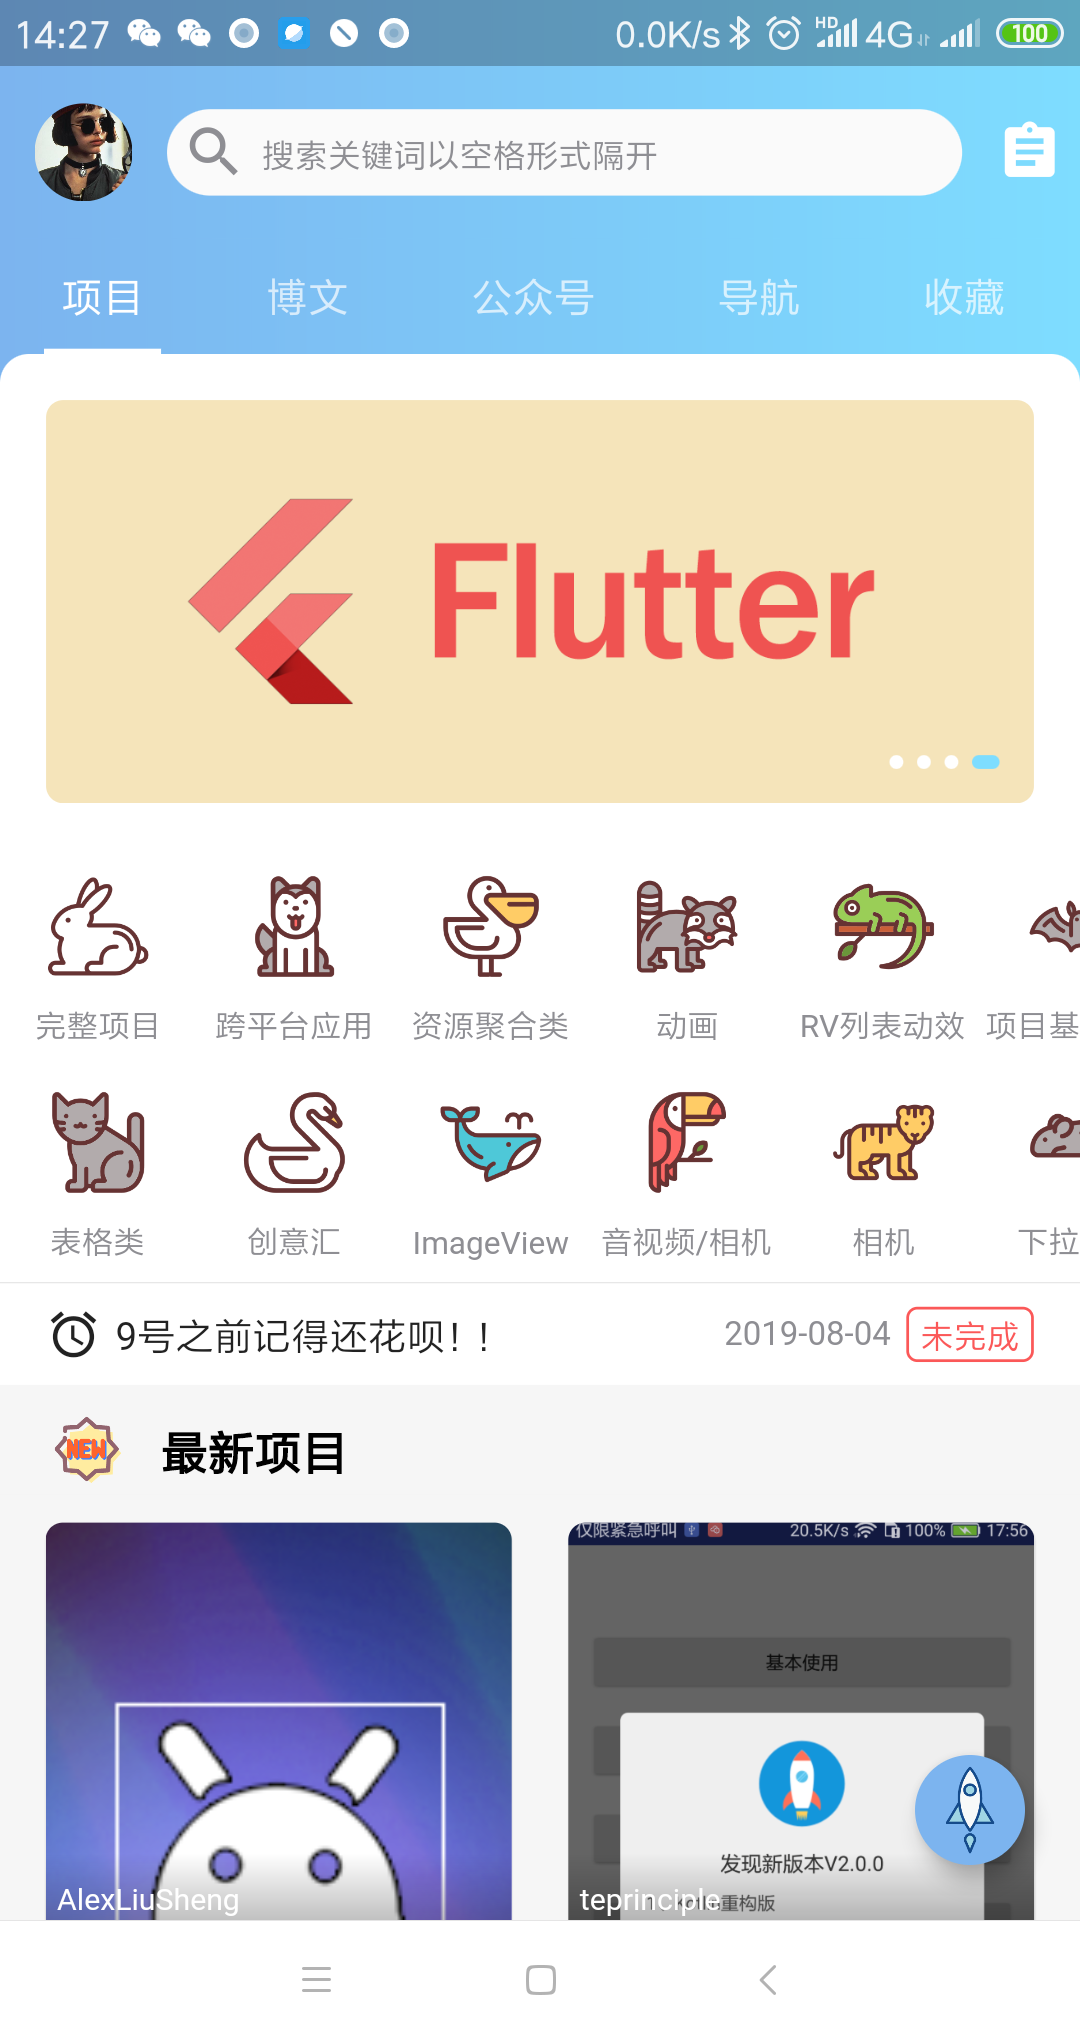 14:27
0.0K/s HD 4G 100
搜索关键词以空格形式隔开
项目 博文 公众号 导航 收藏
Flutter
完整项目 跨平台应用 资源聚合类 动画 RV列表动效 项目基
表格类 创意汇 ImageView 音视频/相机 相机 下拉
9号之前记得还花呗！！ 2019-08-04 未完成
NEW 最新项目
仅限紧急呼叫 20.5K/s 100% 17:56
基本使用
发现新版本V2.0.0
重构版
AlexLiuSheng teprinciple